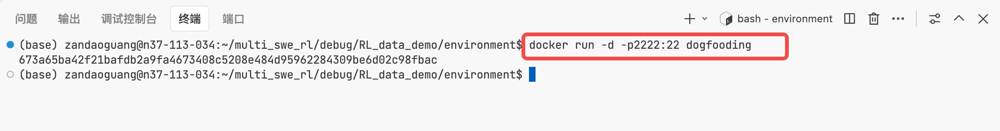 问题 输出 调试控制台 终端 端口 bash - environment
(base) zandaoguang@n37-113-034:~/multi_swe_rl/debug/RL_data_demo/environment$ docker run -d -p2222:22 dogfooding
673a65ba42f21bafdb2a9fa4673408c5208e484d95962284309be6d02c98fbac
(base) zandaoguang@n37-113-034:~/multi_swe_rl/debug/RL_data_demo/environment$